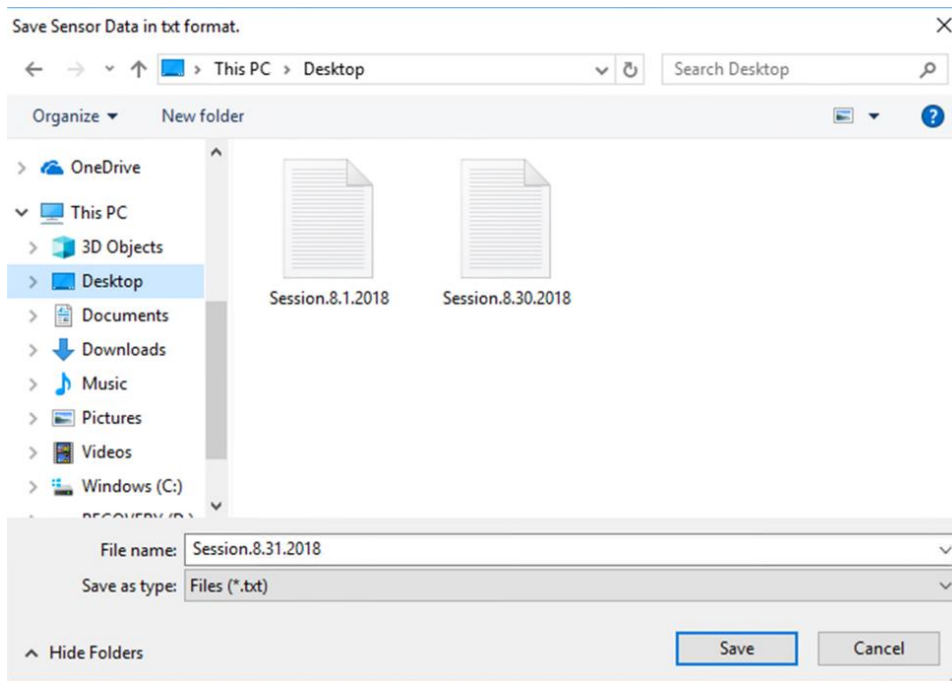 Save Sensor Data in txt format.
This PC > Desktop
Search Desktop
Organize
New folder
OneDrive
This PC
3D Objects
Desktop
Documents
Downloads
Music
Pictures
Videos
Windows (C:)
Session.8.1.2018
Session.8.30.2018
File name: Session.8.31.2018
Save as type: Files (*.txt)
Hide Folders
Save
Cancel